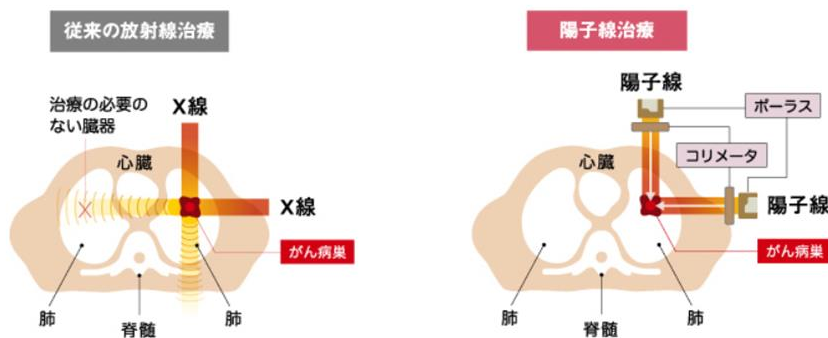 従来の放射線治療
治療の必要の
ない臓器
X線
心臓
X線
がん病巣
肺
脊髄
肺
陽子線治療
陽子線
ボーラス
コリメータ
心臓
陽子線
がん病巣
肺
脊髄
肺